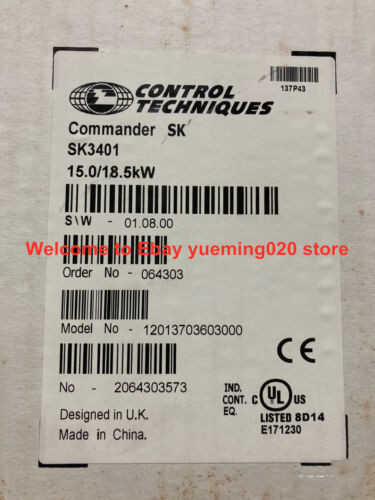 CONTROL
TECHNIQUES
137P43
Commander SK
SK3401
15.0/18.5kW
S\W - 01.08.00
Welcome to Ebay yueming020 store
Order No - 064303
Model No - 12013703603000
CE
No - 2064303573
IND.
CONT.
EQ.
C UL US
LISTED 8D14
E171230
Designed in U.K.
Made in China.